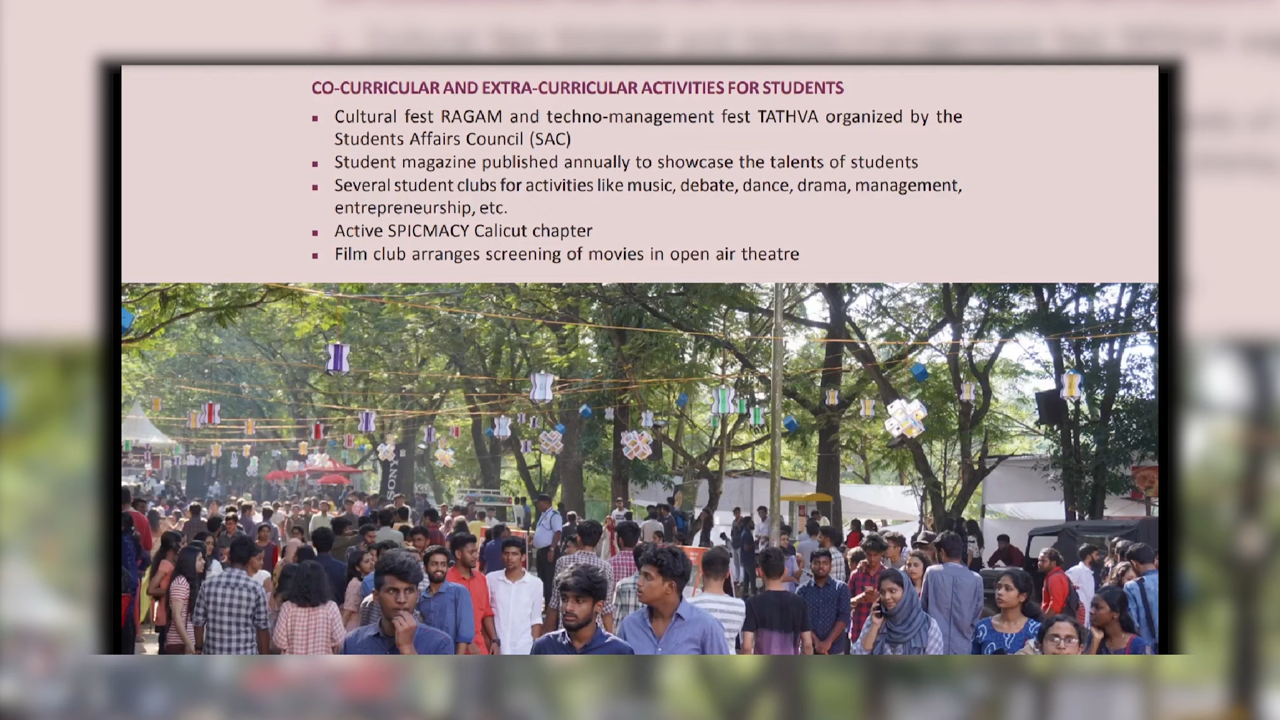 CO-CURRICULAR AND EXTRA-CURRICULAR ACTIVITIES FOR STUDENTS
▪ Cultural fest RAGAM and techno-management fest TATHVA organized by the
Students Affairs Council (SAC)
▪ Student magazine published annually to showcase the talents of students
▪ Several student clubs for activities like music, debate, dance, drama, management,
entrepreneurship, etc.
▪ Active SPICMACY Calicut chapter
▪ Film club arranges screening of movies in open air theatre
SONY